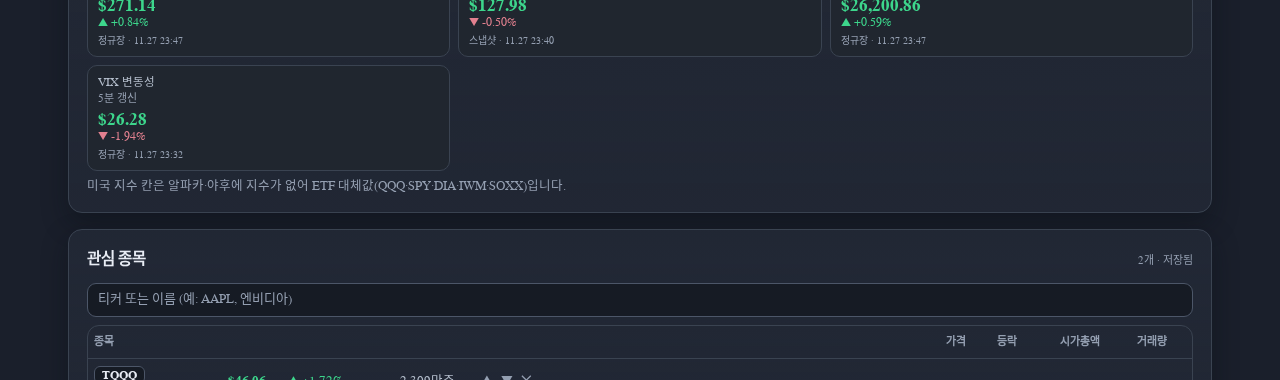 $271.14 $127.98 $26,200.86
▲ +0.84% ▼ -0.50% ▲ +0.59%
정규장 · 11.27 23:47 스냅샷 · 11.27 23:40 정규장 · 11.27 23:47
VIX 변동성
5분 갱신
$26.28
▼ -1.94%
정규장 · 11.27 23:32
미국 지수 칸은 알파카·야후에 지수가 없어 ETF 대체값(QQQ·SPY·DIA·IWM·SOXX)입니다.
관심 종목 2개 · 저장됨
티커 또는 이름 (예: AAPL, 엔비디아)
종목 가격 등락 시가총액 거래량
TQQQ